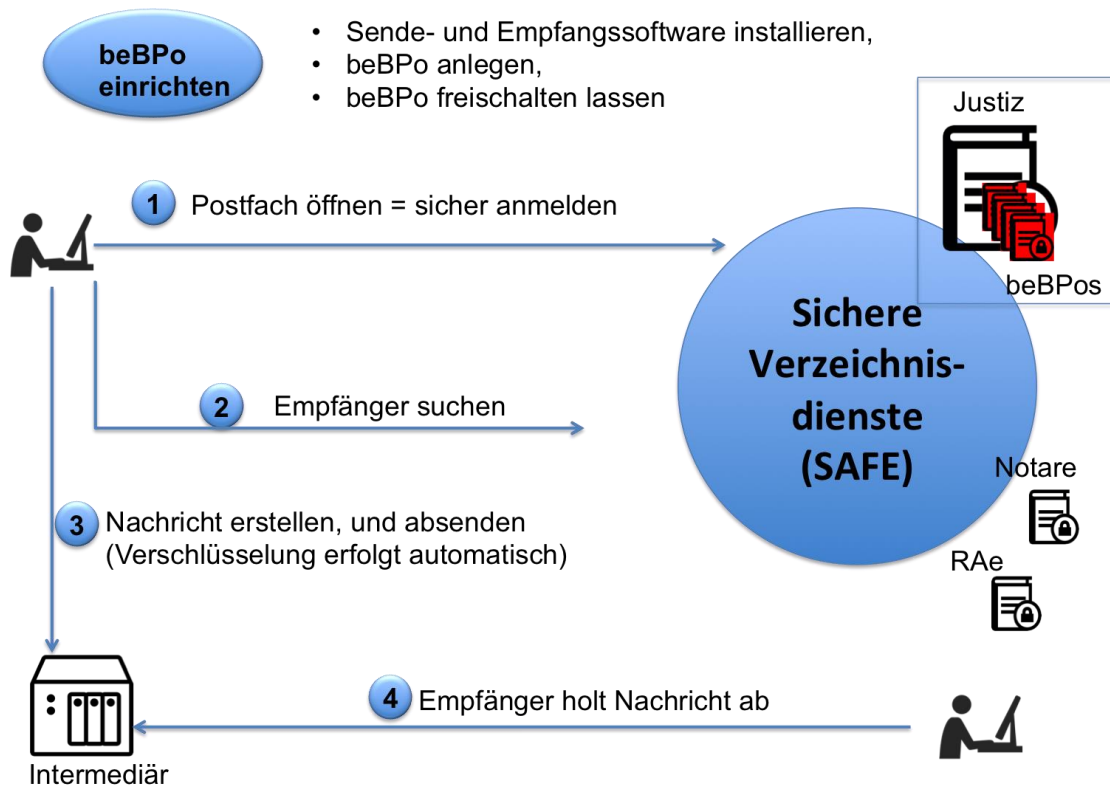 beBPo
einrichten
• Sende- und Empfangssoftware installieren,
• beBPo anlegen,
• beBPo freischalten lassen
Justiz
beBPos
1 Postfach öffnen = sicher anmelden
Sichere
Verzeichnis-
dienste
(SAFE)
2 Empfänger suchen
Notare
RAe
3 Nachricht erstellen, und absenden
(Verschlüsselung erfolgt automatisch)
4 Empfänger holt Nachricht ab
Intermediär